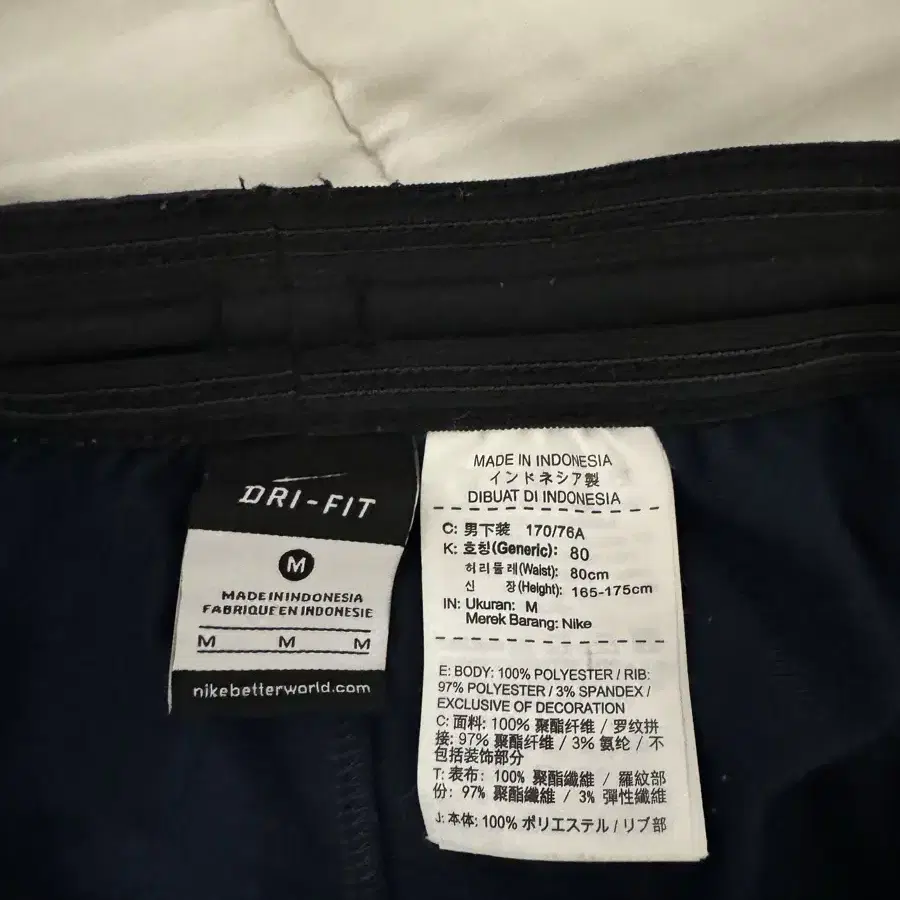 DRI-FIT
M
MADE IN INDONESIA
FABRIQUE EN INDONESIE
M M M
nikebetterworld.com
MADE IN INDONESIA
インドネシア製
DIBUAT DI INDONESIA
C: 男下装 170/76A
K: 호칭(Generic): 80
허리둘레(Waist): 80cm
신 장(Height): 165-175cm
IN: Ukuran: M
Merek Barang: Nike
E: BODY: 100% POLYESTER / RIB:
97% POLYESTER / 3% SPANDEX /
EXCLUSIVE OF DECORATION
C: 面料: 100% 聚酯纤维 / 罗纹拼
接: 97% 聚酯纤维 / 3% 氨纶 / 不
包括装饰部分
T: 表布: 100% 聚酯纖維 / 羅紋部
份: 97% 聚酯纖維 / 3% 彈性纖維
J: 本体: 100% ポリエステル / リブ部